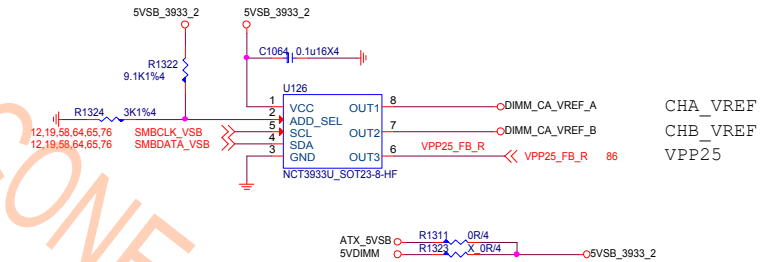 5VSB_3933_2 5VSB_3933_2
C1064 0.1u16X4
R1322
9.1K1%4
U126
R1324 3K1%4
1 VCC OUT1 8 DIMM_CA_VREF_A CHA_VREF
2 ADD_SEL
12,19,58,64,65,76 SMBCLK_VSB 5 SCL OUT2 7 DIMM_CA_VREF_B CHB_VREF
12,19,58,64,65,76 SMBDATA_VSB 4 SDA
3 GND OUT3 6 VPP25_FB_R VPP25_FB_R 86 VPP25
NCT3933U_SOT23-8-HF
ATX_5VSB R1311 0R/4
5VDIMM R1323 X_0R/4 5VSB_3933_2
CONE